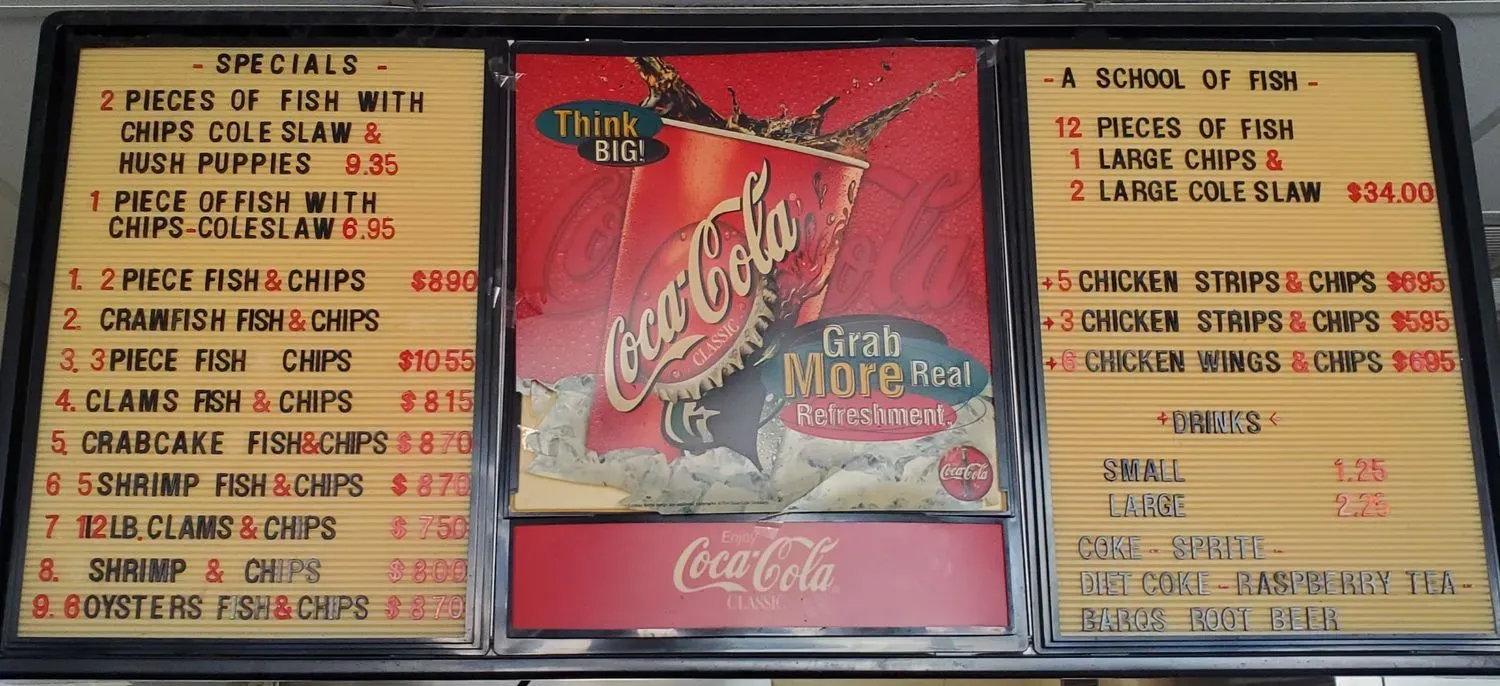 - SPECIALS -
2 PIECES OF FISH WITH
CHIPS COLE SLAW &
HUSH PUPPIES 9.35
1 PIECE OF FISH WITH
CHIPS-COLESLAW 6.95
1. 2 PIECE FISH & CHIPS $890
2. CRAWFISH FISH & CHIPS
3. 3 PIECE FISH CHIPS $1055
4. CLAMS FISH & CHIPS $815
5. CRABCAKE FISH&CHIPS $870
6 5 SHRIMP FISH & CHIPS $870
7 12LB. CLAMS & CHIPS $750
8. SHRIMP & CHIPS $800
9. 6 OYSTERS FISH & CHIPS $870
Think
BIG!
Coca-Cola
Coca-Cola
CLASSIC
Grab
More Real
Refreshment.
Coca-Cola
Enjoy
Coca-Cola
CLASSIC
- A SCHOOL OF FISH -
12 PIECES OF FISH
1 LARGE CHIPS &
2 LARGE COLE SLAW $34.00
+5 CHICKEN STRIPS & CHIPS $695
+3 CHICKEN STRIPS & CHIPS $595
+6 CHICKEN WINGS & CHIPS $695
+DRINKS<
SMALL 1.25
LARGE 2.25
COKE - SPRITE -
DIET COKE - RASPBERRY TEA -
BARQS ROOT BEER